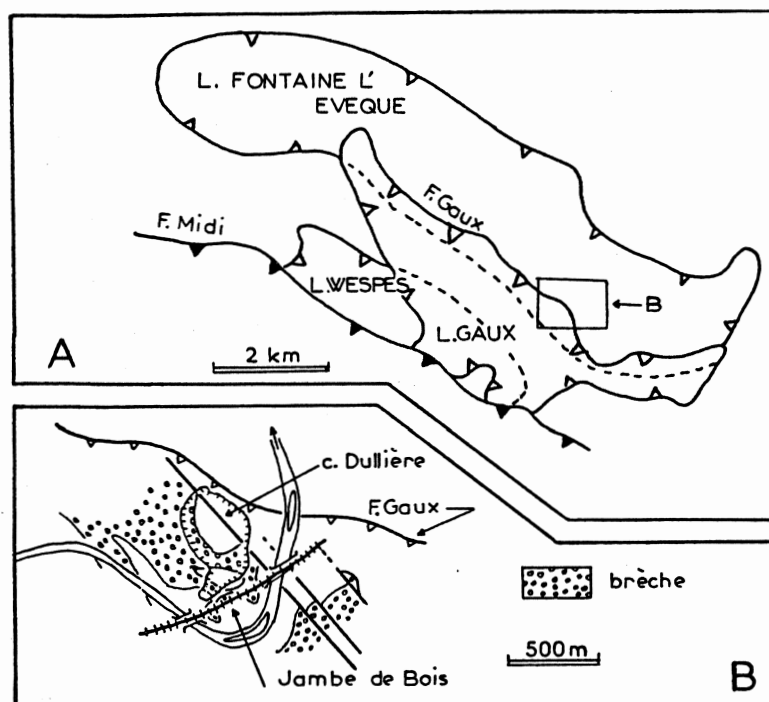 L. FONTAINE L'
EVEQUE
F. Gaux
F. Midi
L. WESPES
L. GAUX
B
A
2 km
c. Dullière
F. Gaux
brèche
500 m
Jambe de Bois
B